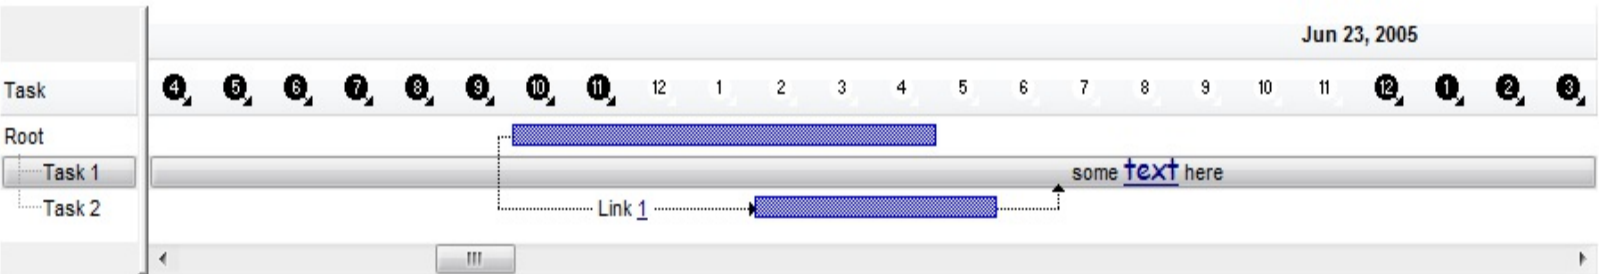 Jun 23, 2005
Task 4 5 6 7 8 9 10 11 12 1 2 3 4 5 6 7 8 9 10 11 12 1 2 3
Root
Task 1 some text here
Task 2 Link 1